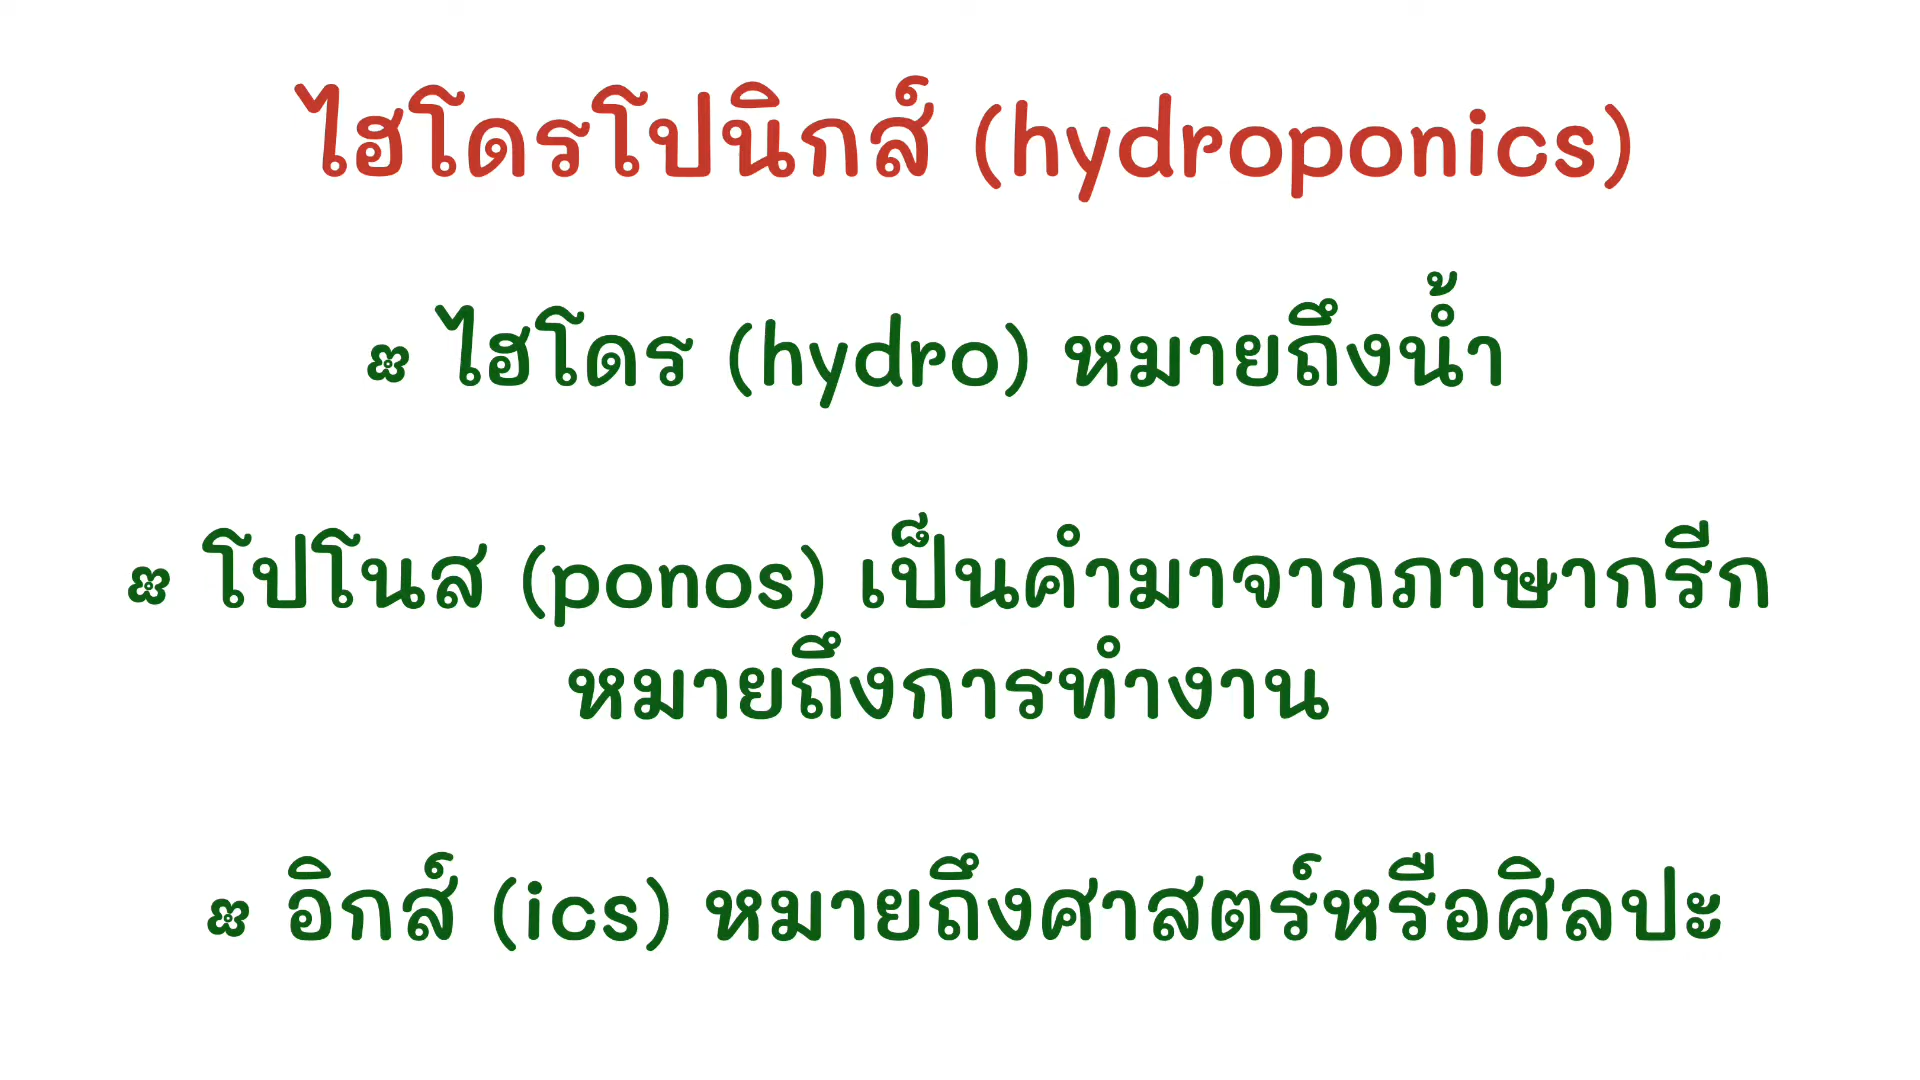 ไฮโดรโปนิกส์ (hydroponics)
๓ ไฮโดร (hydro) หมายถึงน้ำ
๓ โปโนส (ponos) เป็นคำมาจากภาษากรีก
หมายถึงการทำงาน
๓ อิกส์ (ics) หมายถึงศาสตร์หรือศิลปะ